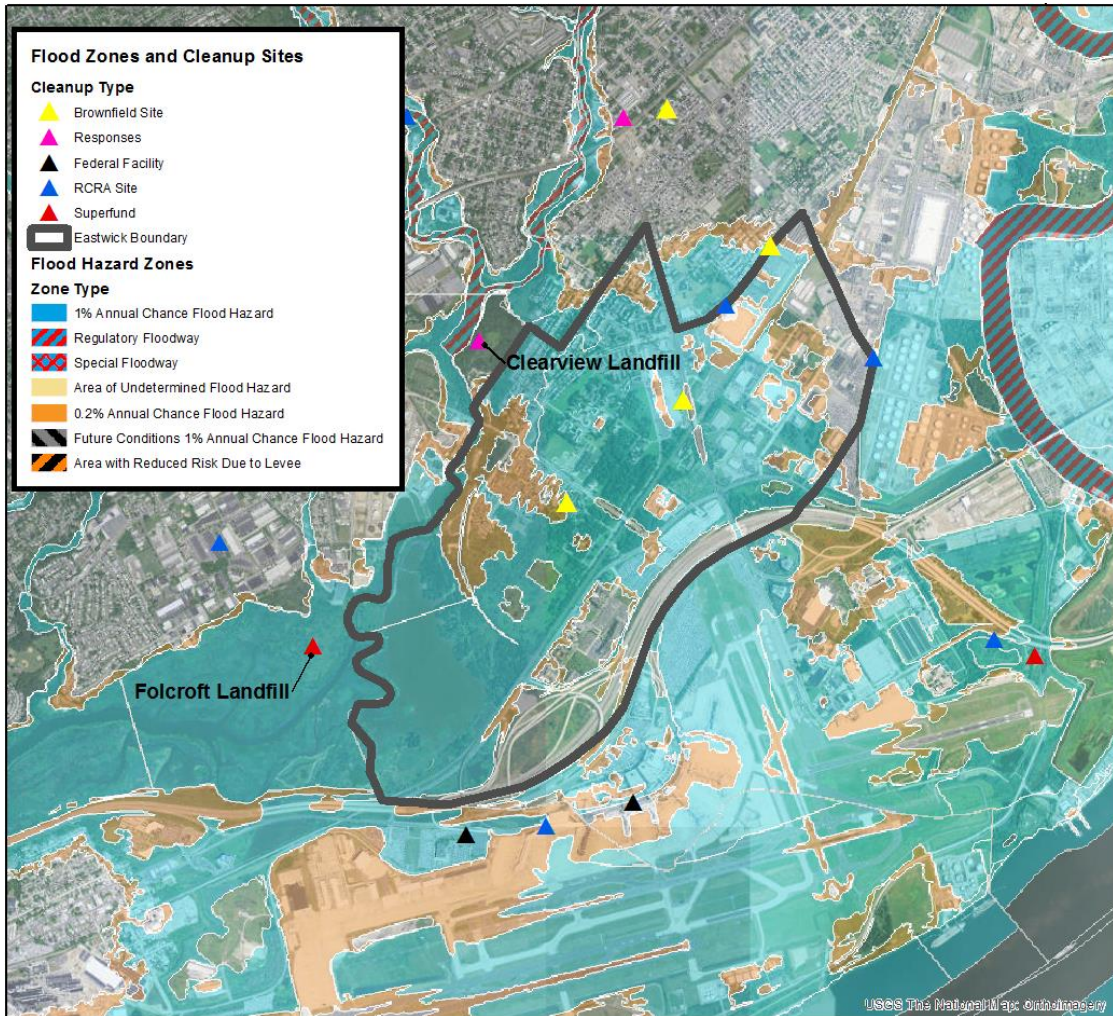 Flood Zones and Cleanup Sites
Cleanup Type
Brownfield Site
Responses
Federal Facility
RCRA Site
Superfund
Eastwick Boundary
Flood Hazard Zones
Zone Type
1% Annual Chance Flood Hazard
Regulatory Floodway
Special Floodway
Area of Undetermined Flood Hazard
0.2% Annual Chance Flood Hazard
Future Conditions 1% Annual Chance Flood Hazard
Area with Reduced Risk Due to Levee
Clearview Landfill
Folcroft Landfill
USGS The National Map: Orthoimagery